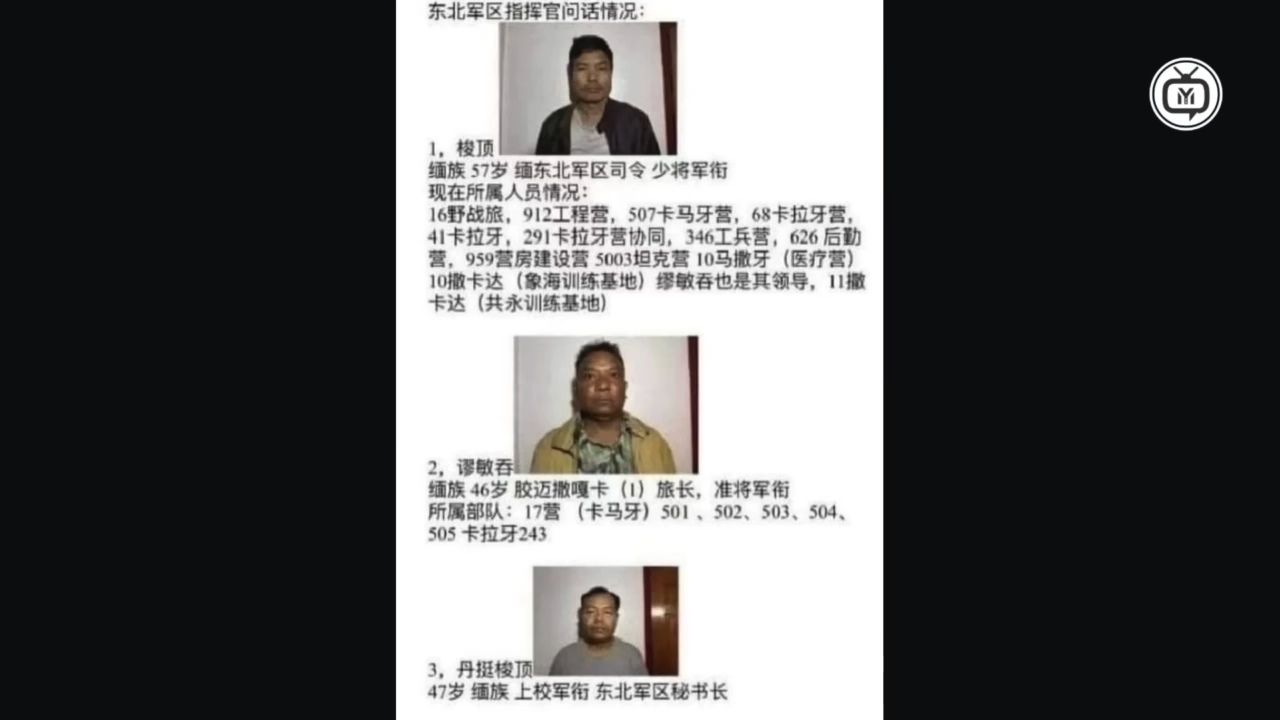 东北军区指挥官问话情况：
1，梭顶
缅族 57岁 缅东北军区司令 少将军衔
现在所属人员情况：
16野战旅，912工程营，507卡马牙营，68卡拉牙营，
41卡拉牙，291卡拉牙营协同，346工兵营，626 后勤
营，959营房建设营 5003坦克营 10马撒牙（医疗营）
10撒卡达（象海训练基地）缪敏吞也是其领导，11撒
卡达（共永训练基地）
2，谬敏吞
缅族 46岁 胶迈撒嘎卡（1）旅长，准将军衔
所属部队：17营 （卡马牙）501 、502、503、504、
505 卡拉牙243
3，丹挺梭顶
47岁 缅族 上校军衔 东北军区秘书长